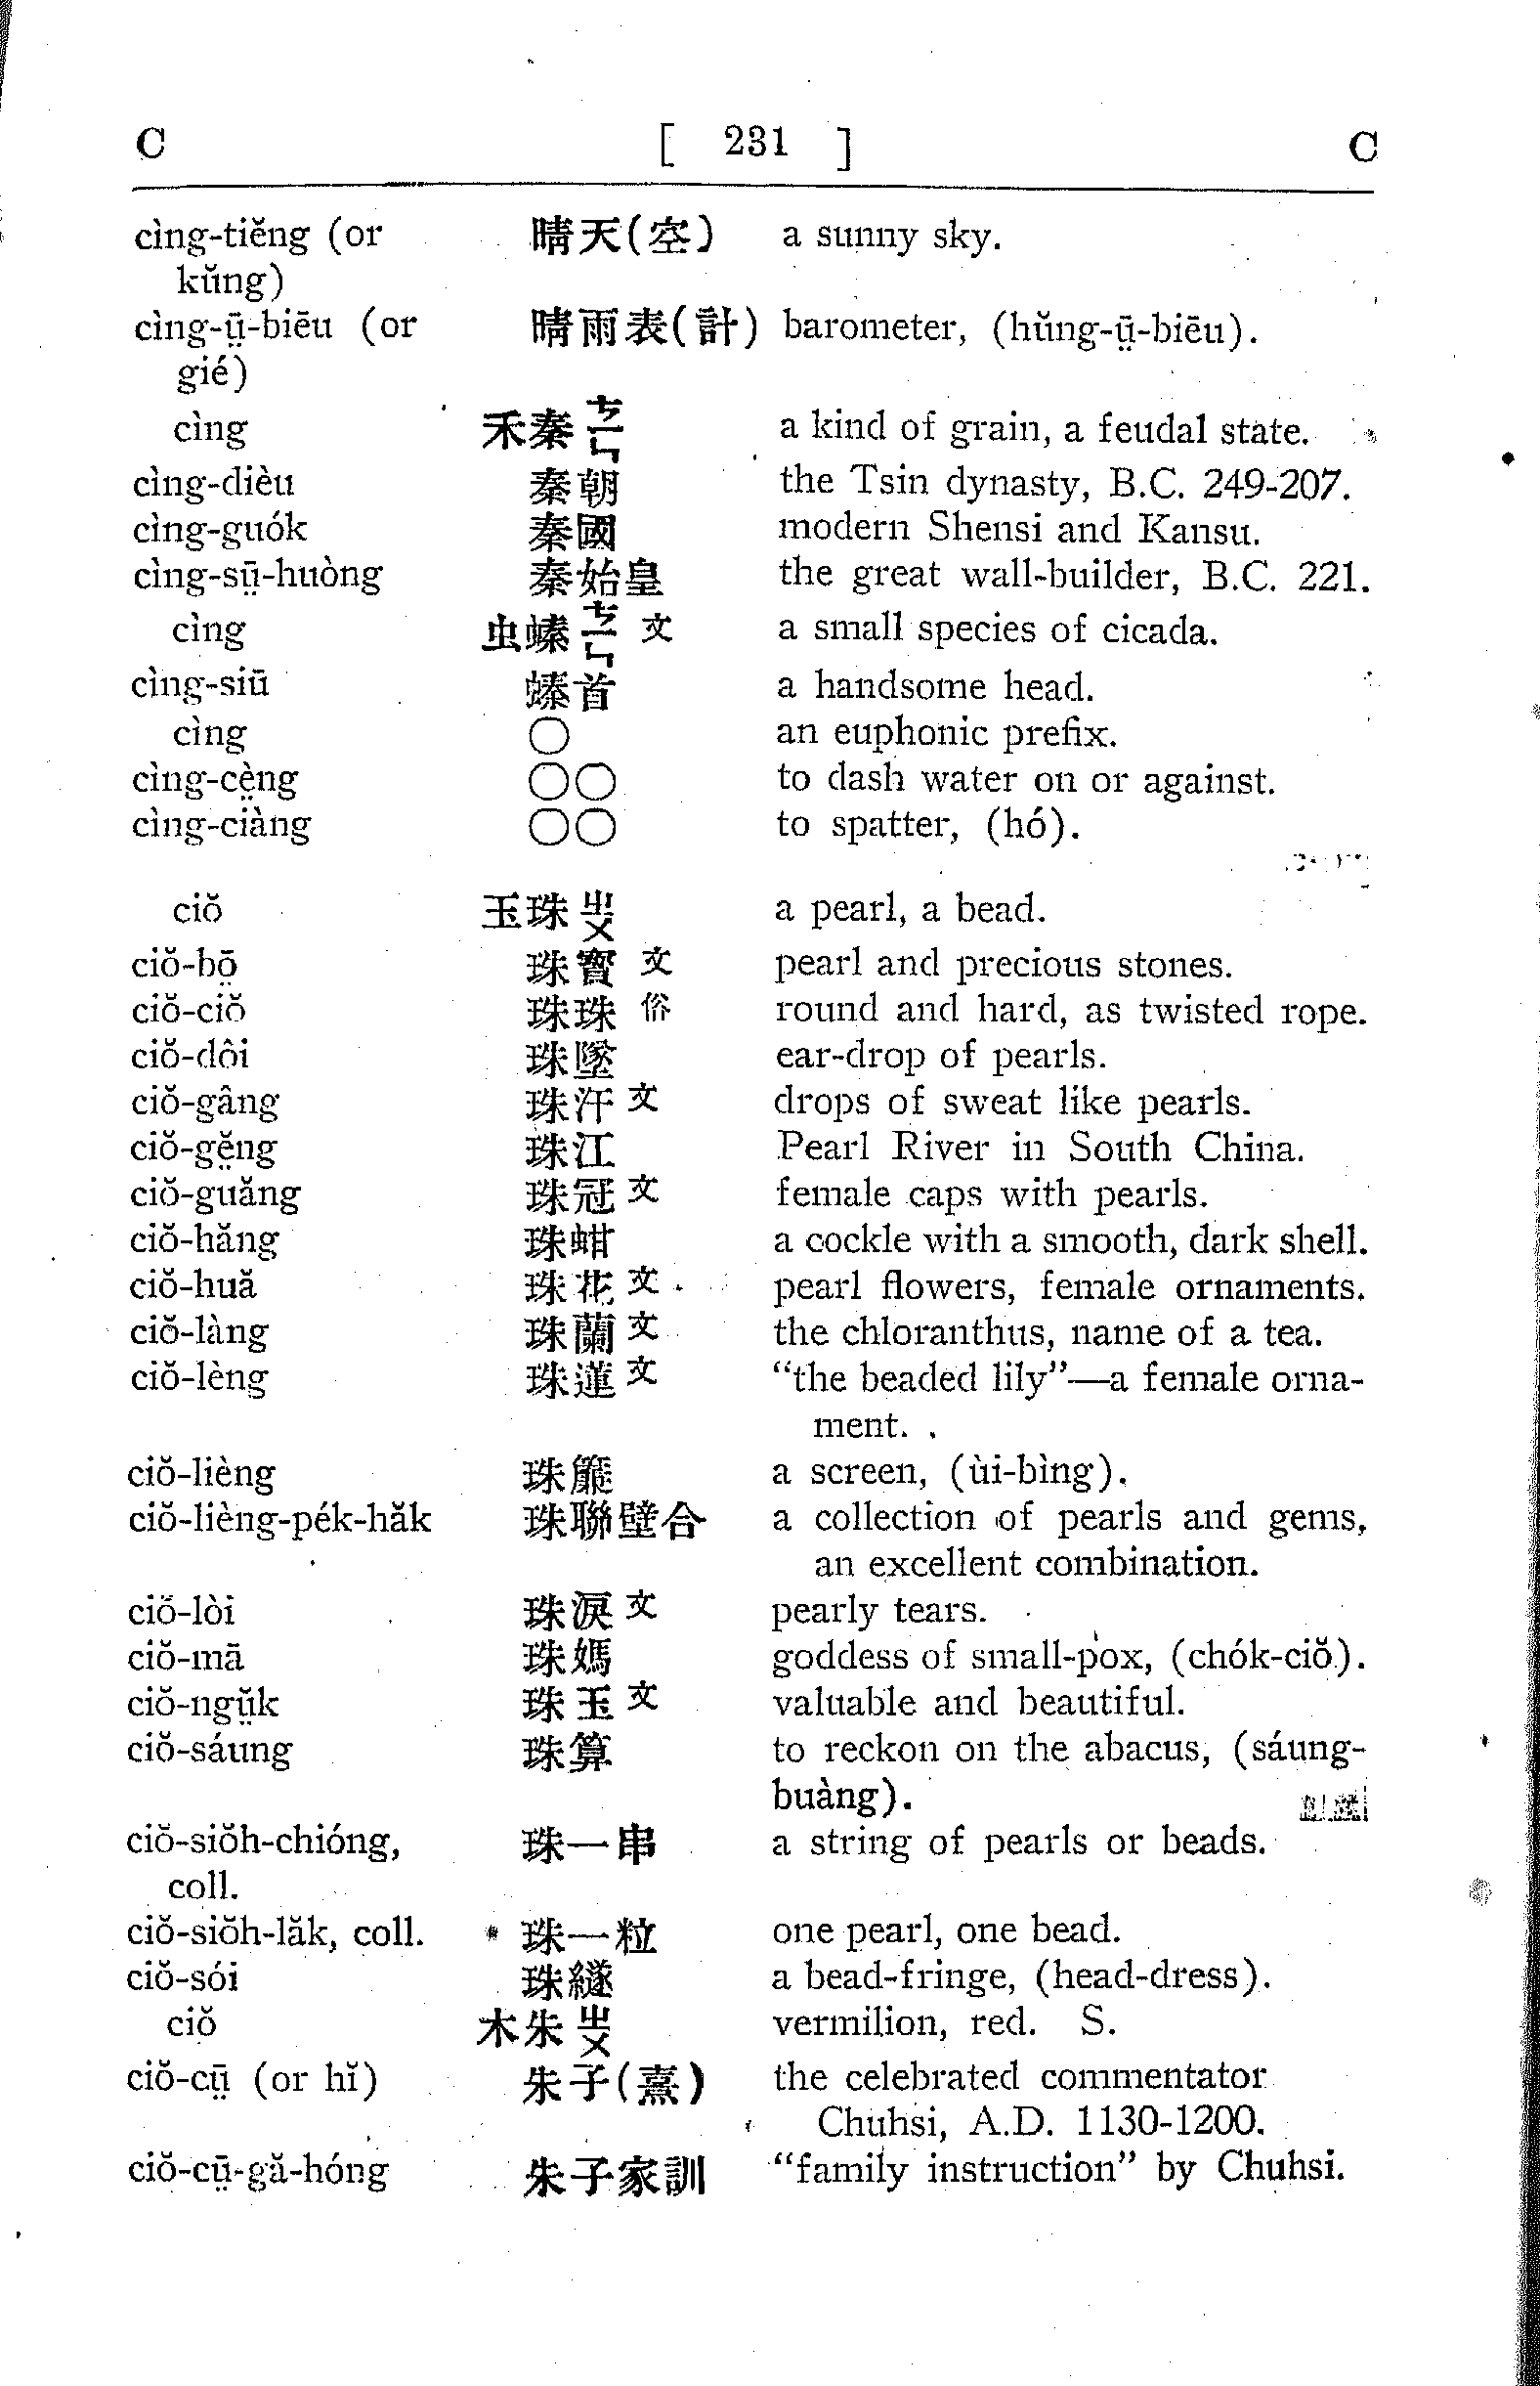 C [ 231 ] C
cìng-tiĕng (or 晴天(空) a sunny sky.
kŭng)
cìng-ṳ̄-biēu (or 晴雨表(計) barometer, (hŭng-ṳ̄-biēu).
gié)
cìng 禾秦ㄘㄧㄣ a kind of grain, a feudal state.
cìng-dièu 秦朝 the Tsin dynasty, B.C. 249-207.
cìng-guók 秦國 modern Shensi and Kansu.
cìng-sṳ̄-huòng 秦始皇 the great wall-builder, B.C. 221.
cìng 虫螓ㄘㄧㄣ 文 a small species of cicada.
cìng-siū 螓首 a handsome head.
cìng ○ an euphonic prefix.
cìng-cè̤ng ○○ to dash water on or against.
cìng-ciàng ○○ to spatter, (hó).
ciŏ 玉珠ㄓㄨ a pearl, a bead.
ciŏ-bō̤ 珠寳 文 pearl and precious stones.
ciŏ-ciŏ 珠珠 俗 round and hard, as twisted rope.
ciŏ-dôi 珠墜 ear-drop of pearls.
ciŏ-gâng 珠汗 文 drops of sweat like pearls.
ciŏ-gĕ̤ng 珠江 Pearl River in South China.
ciŏ-guăng 珠冠 文 female caps with pearls.
ciŏ-hăng 珠蚶 a cockle with a smooth, dark shell.
ciŏ-huă 珠花 文 pearl flowers, female ornaments.
ciŏ-làng 珠蘭 文 the chloranthus, name of a tea.
ciŏ-lèng 珠蓮 文 “the beaded lily”—a female orna-
ment.
ciŏ-lièng 珠簾 a screen, (ùi-bìng).
ciŏ-lièng-pék-hăk 珠聯壁合 a collection of pearls and gems,
an excellent combination.
ciŏ-lòi 珠淚 文 pearly tears.
ciŏ-mā 珠媽 goddess of small-pox, (chók-ciŏ).
ciŏ-ngṳ̆k 珠玉 文 valuable and beautiful.
ciŏ-sáung 珠算 to reckon on the abacus, (sáung-
buàng).
ciŏ-siŏh-chióng, 珠一串 a string of pearls or beads.
coll.
ciŏ-siŏh-lăk, coll. 珠一粒 one pearl, one bead.
ciŏ-sói 珠繸 a bead-fringe, (head-dress).
ciŏ 木朱ㄓㄨ vermilion, red. S.
ciŏ-cṳ̄ (or hĭ) 朱子(熹) the celebrated commentator
Chuhsi, A.D. 1130-1200.
ciŏ-cṳ̄-gă-hóng 朱子家訓 “family instruction” by Chuhsi.